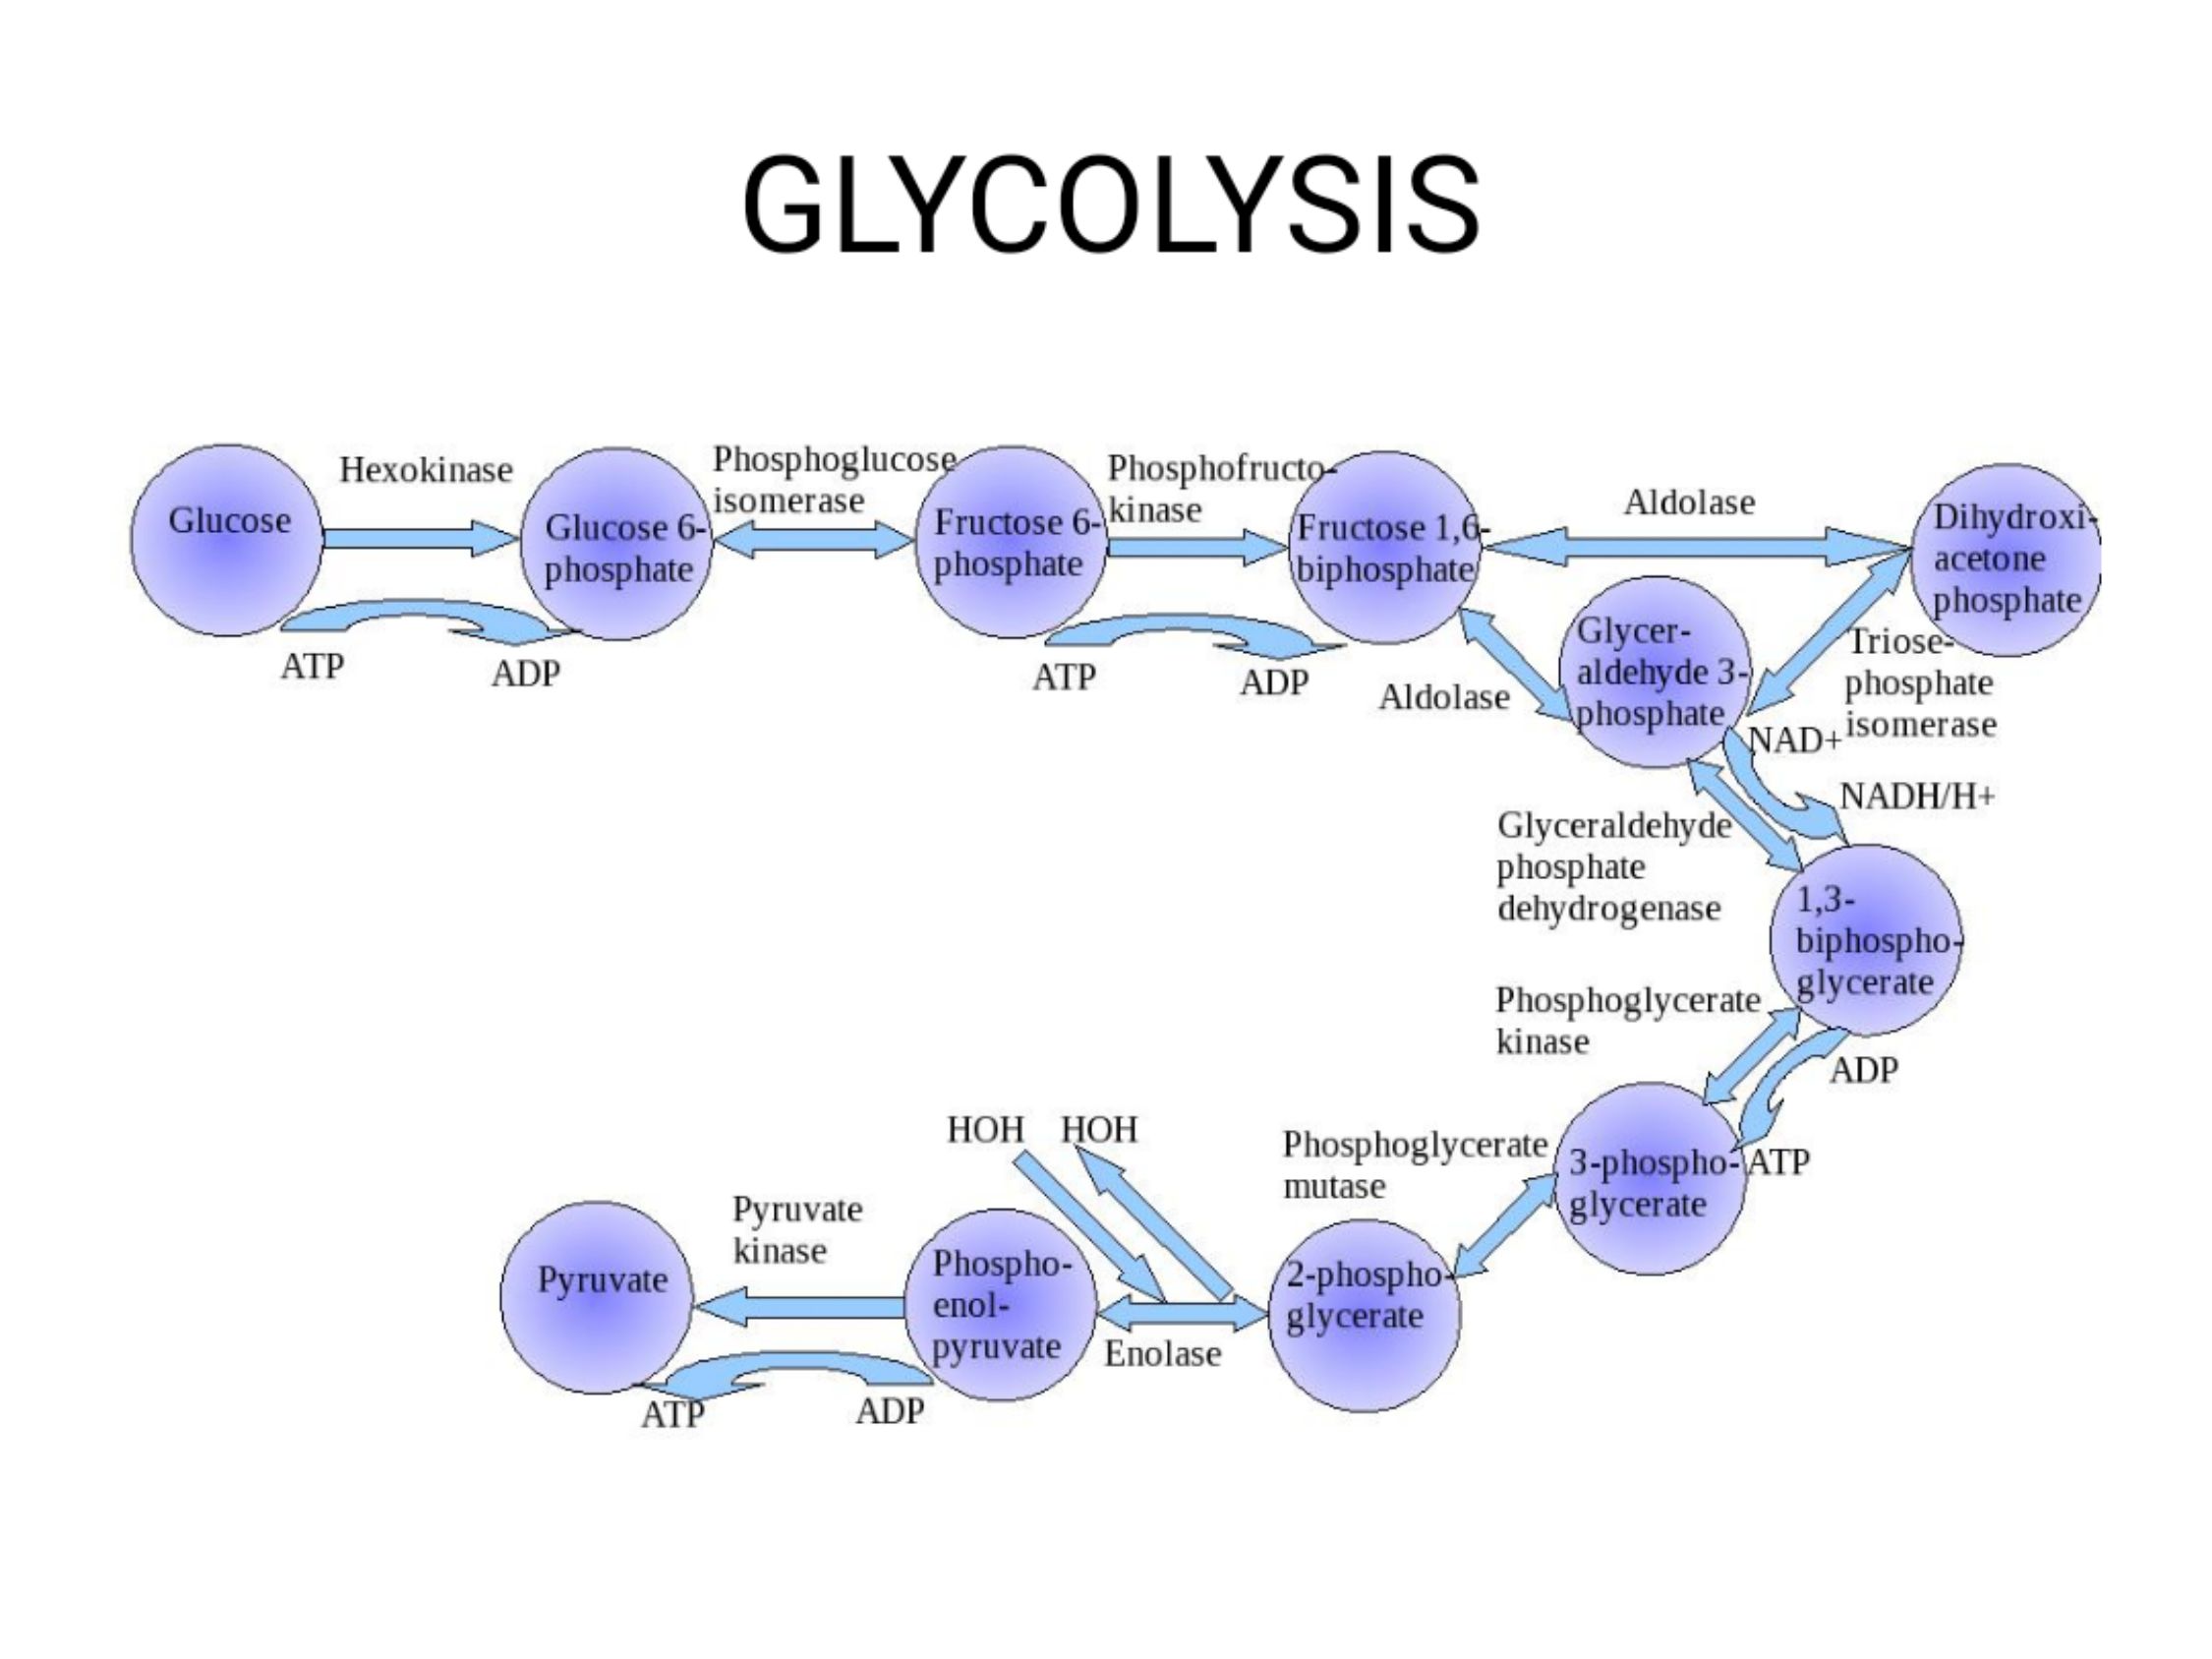 GLYCOLYSIS
Glucose
Hexokinase
ATP
ADP
Glucose 6-
phosphate
Phosphoglucose
isomerase
Fructose 6-
phosphate
Phosphofructo-
kinase
ATP
ADP
Fructose 1,6-
biphosphate
Aldolase
Dihydroxi-
acetone
phosphate
Aldolase
Glycer-
aldehyde 3-
phosphate
Triose-
phosphate
isomerase
NAD+
NADH/H+
Glyceraldehyde
phosphate
dehydrogenase
1,3-
biphospho-
glycerate
Phosphoglycerate
kinase
ADP
ATP
3-phospho-
glycerate
Phosphoglycerate
mutase
2-phospho-
glycerate
HOH HOH
Enolase
Phospho-
enol-
pyruvate
Pyruvate
kinase
ATP
ADP
Pyruvate